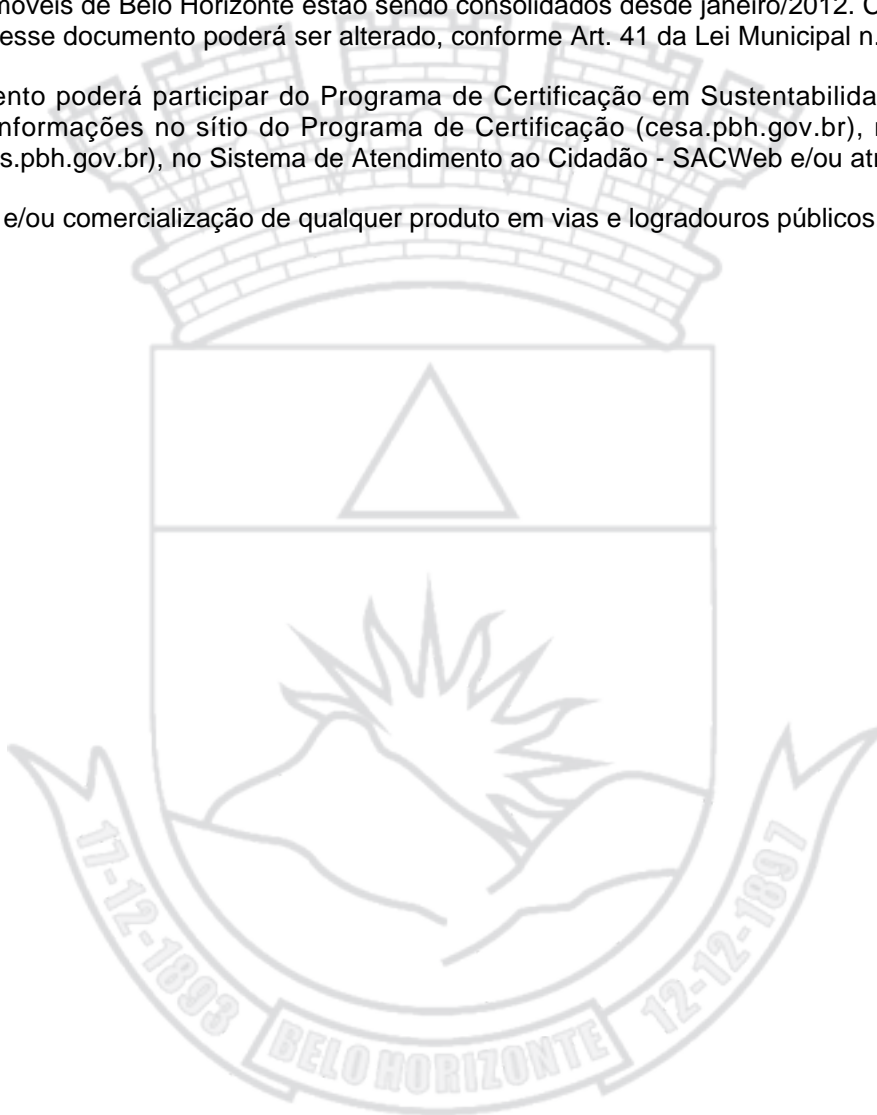 móveis de Belo Horizonte estão sendo consolidados desde janeiro/2012. C
esse documento poderá ser alterado, conforme Art. 41 da Lei Municipal n.
ento poderá participar do Programa de Certificação em Sustentabilida
nformações no sítio do Programa de Certificação (cesa.pbh.gov.br), n
s.pbh.gov.br), no Sistema de Atendimento ao Cidadão - SACWeb e/ou atr
e/ou comercialização de qualquer produto em vias e logradouros públicos
17-12-1893
BELO HORIZONTE
12-12-1897